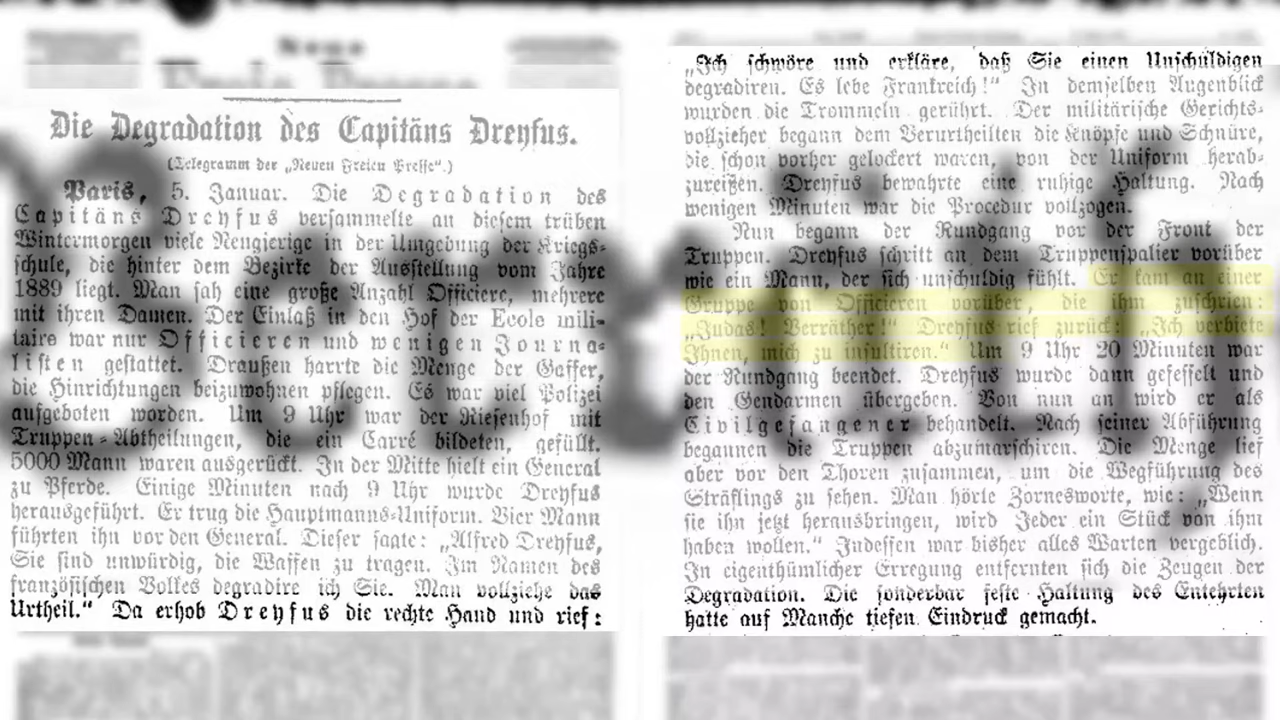 Neue
Freie Presse
Die Degradation des Capitäns Dreyfus.
(Telegramm der „Neuen Freien Presse“.)
Paris, 5. Januar. Die Degradation des
Capitäns Dreyfus versammelte an diesem trüben
Wintermorgen viele Neugierige in der Umgebung der Kriegs-
schule, die hinter dem Bezirke der Ausstellung vom Jahre
1889 liegt. Man sah eine große Anzahl Officiere, mehrere
mit ihren Damen. Der Einlaß in den Hof der Ecole mili-
taire war nur Officieren und wenigen Journa-
listen gestattet. Draußen harrte die Menge der Gaffer,
die Hinrichtungen beizuwohnen pflegen. Es war viel Polizei
aufgeboten worden. Um 9 Uhr war der Riesenhof mit
Truppen-Abtheilungen, die ein Carré bildeten, gefüllt.
5000 Mann waren ausgerückt. In der Mitte hielt ein General
zu Pferde. Einige Minuten nach 9 Uhr wurde Dreyfus
herausgeführt. Er trug die Hauptmanns-Uniform. Vier Mann
führten ihn vor den General. Dieser sagte: „Alfred Dreyfus,
Sie sind unwürdig, die Waffen zu tragen. Im Namen des
französischen Volkes degradire ich Sie. Man vollziehe das
Urtheil.“ Da erhob Dreyfus die rechte Hand und rief:
„Ich schwöre und erkläre, daß Sie einen Unschuldigen
degradiren. Es lebe Frankreich!“ In demselben Augenblick
wurden die Trommeln gerührt. Der militärische Gerichts-
vollzieher begann dem Verurtheilten die Knöpfe und Schnüre,
die schon vorher gelockert waren, von der Uniform herab-
zureißen. Dreyfus bewahrte eine ruhige Haltung. Nach
wenigen Minuten war die Procedur vollzogen.
Nun begann der Rundgang vor der Front der
Truppen. Dreyfus schritt an dem Truppenspalier vorüber
wie ein Mann, der sich unschuldig fühlt. Er kam an einer
Gruppe von Officieren vorüber, die ihm zuschrien:
„Judas! Verräther!“ Dreyfus rief zurück: „Ich verbiete
Ihnen, mich zu insultiren.“ Um 9 Uhr 20 Minuten war
der Rundgang beendet. Dreyfus wurde dann gefesselt und
den Gendarmen übergeben. Von nun an wird er als
Civilgefangener behandelt. Nach seiner Abführung
begannen die Truppen abzumarschiren. Die Menge lief
aber vor den Thoren zusammen, um die Wegführung des
Sträflings zu sehen. Man hörte Zornesworte, wie: „Wenn
sie ihn jetzt herausbringen, wird Jeder ein Stück von ihm
haben wollen.“ Indessen war bisher alles Warten vergeblich.
In eigenthümlicher Erregung entfernten sich die Zeugen der
Degradation. Die sonderbar feste Haltung des Entehrten
hatte auf Manche tiefen Eindruck gemacht.